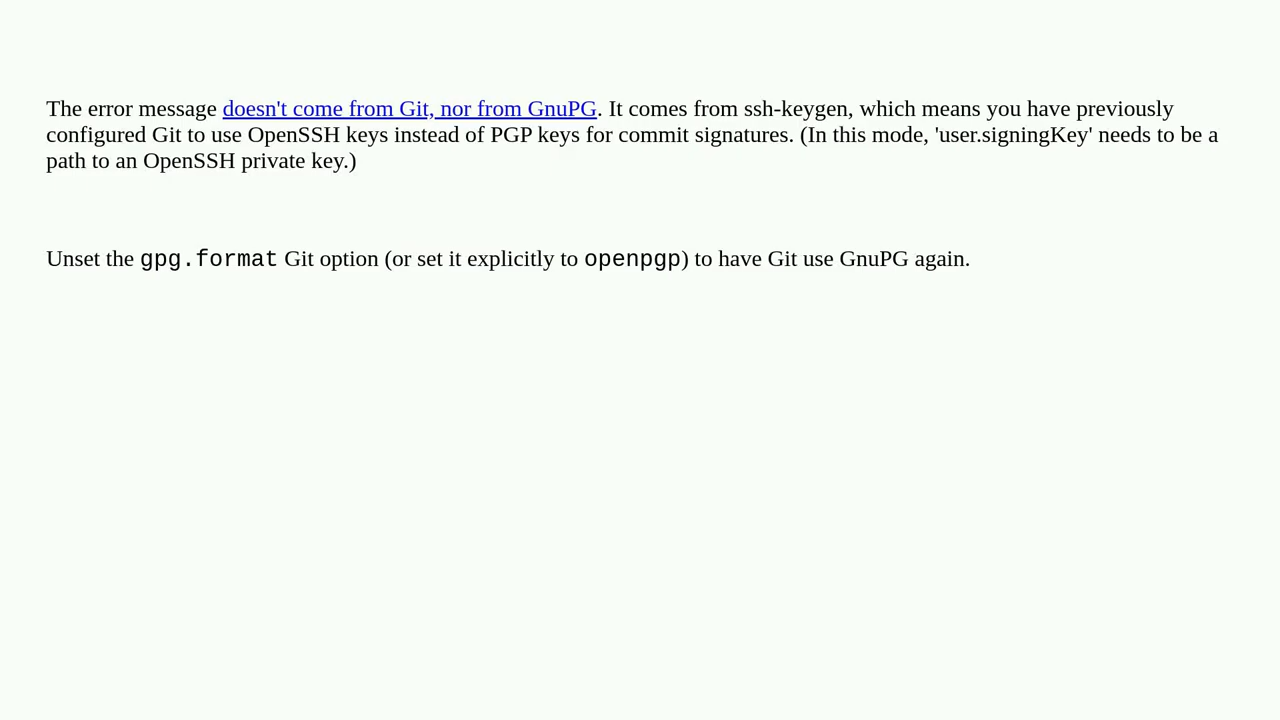 The error message doesn't come from Git, nor from GnuPG. It comes from ssh-keygen, which means you have previously
configured Git to use OpenSSH keys instead of PGP keys for commit signatures. (In this mode, 'user.signingKey' needs to be a
path to an OpenSSH private key.)
Unset the gpg.format Git option (or set it explicitly to openpgp) to have Git use GnuPG again.